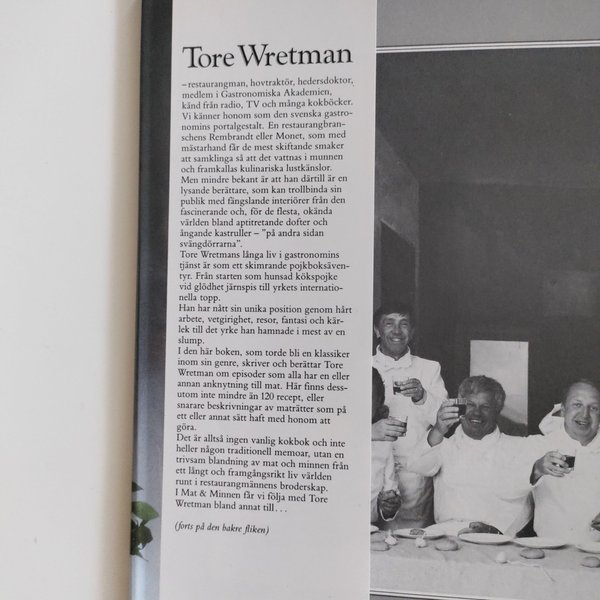 Tore Wretman
– restaurangman, hovtraktör, hedersdoktor,
medlem i Gastronomiska Akademien,
känd från radio, TV och många kokböcker.
Vi känner honom som den svenska gastro-
nomins portalgestalt. En restaurangbran-
schens Rembrandt eller Monet, som med
mästarhand får de mest skiftande smaker
att samklinga så att det vattnas i munnen
och framkallas kulinariska lustkänslor.
Men mindre bekant är att han därtill är en
lysande berättare, som kan trollbinda sin
publik med fängslande interiörer från den
fascinerande och, för de flesta, okända
världen bland aptitretande dofter och
ångande kastruller – ”på andra sidan
svängdörrarna”.
Tore Wretmans långa liv i gastronomins
tjänst är som ett skimrande pojkboksäven-
tyr. Från starten som hunsad kökspojke
vid glödhet järnspis till yrkets internatio-
nella topp.
Han har nått sin unika position genom hårt
arbete, vetgirighet, resor, fantasi och kär-
lek till det yrke han hamnade i mest av en
slump.
I den här boken, som torde bli en klassiker
inom sin genre, skriver och berättar Tore
Wretman om episoder som alla har en eller
annan anknytning till mat. Här finns dess-
utom inte mindre än 120 recept, eller
snarare beskrivningar av maträtter som på
ett eller annat sätt haft med honom att
göra.
Det är alltså ingen vanlig kokbok och inte
heller någon traditionell memoar, utan en
trivsam blandning av mat och minnen från
ett långt och framgångsrikt liv världen
runt i restaurangmännens broderskap.
I Mat & Minnen får vi följa med Tore
Wretman bland annat till . . .
(forts på den bakre fliken)